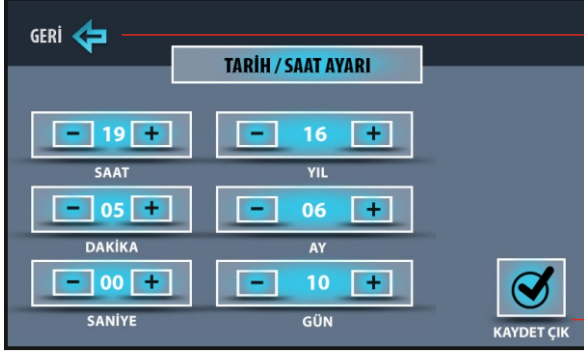 GERİ
TARİH / SAAT AYARI
- 19 +
SAAT
- 16 +
YIL
- 05 +
DAKİKA
- 06 +
AY
- 00 +
SANİYE
- 10 +
GÜN
KAYDET ÇIK